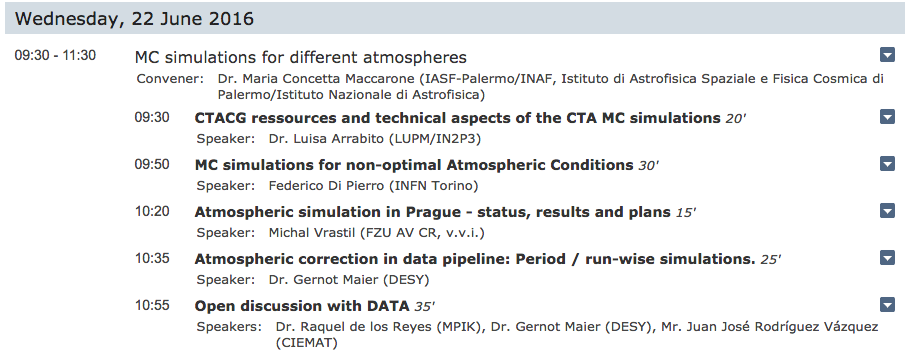 Wednesday, 22 June 2016
09:30 - 11:30 MC simulations for different atmospheres
Convener: Dr. Maria Concetta Maccarone (IASF-Palermo/INAF, Istituto di Astrofisica Spaziale e Fisica Cosmica di
Palermo/Istituto Nazionale di Astrofisica)
09:30 CTACG ressources and technical aspects of the CTA MC simulations 20'
Speaker: Dr. Luisa Arrabito (LUPM/IN2P3)
09:50 MC simulations for non-optimal Atmospheric Conditions 30'
Speaker: Federico Di Pierro (INFN Torino)
10:20 Atmospheric simulation in Prague - status, results and plans 15'
Speaker: Michal Vrastil (FZU AV CR, v.v.i.)
10:35 Atmospheric correction in data pipeline: Period / run-wise simulations. 25'
Speaker: Dr. Gernot Maier (DESY)
10:55 Open discussion with DATA 35'
Speakers: Dr. Raquel de los Reyes (MPIK), Dr. Gernot Maier (DESY), Mr. Juan José Rodríguez Vázquez
(CIEMAT)